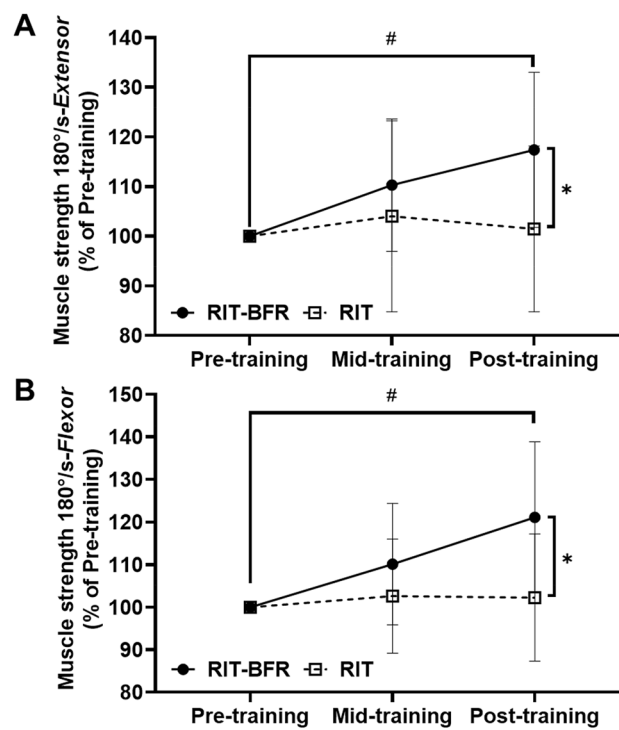 A
Muscle strength 180°/s-Extensor
(% of Pre-training)
140
130
120
110
100
90
80
#
*
RIT-BFR RIT
Pre-training Mid-training Post-training
B
Muscle strength 180°/s-Flexor
(% of Pre-training)
150
140
130
120
110
100
90
80
#
*
RIT-BFR RIT
Pre-training Mid-training Post-training